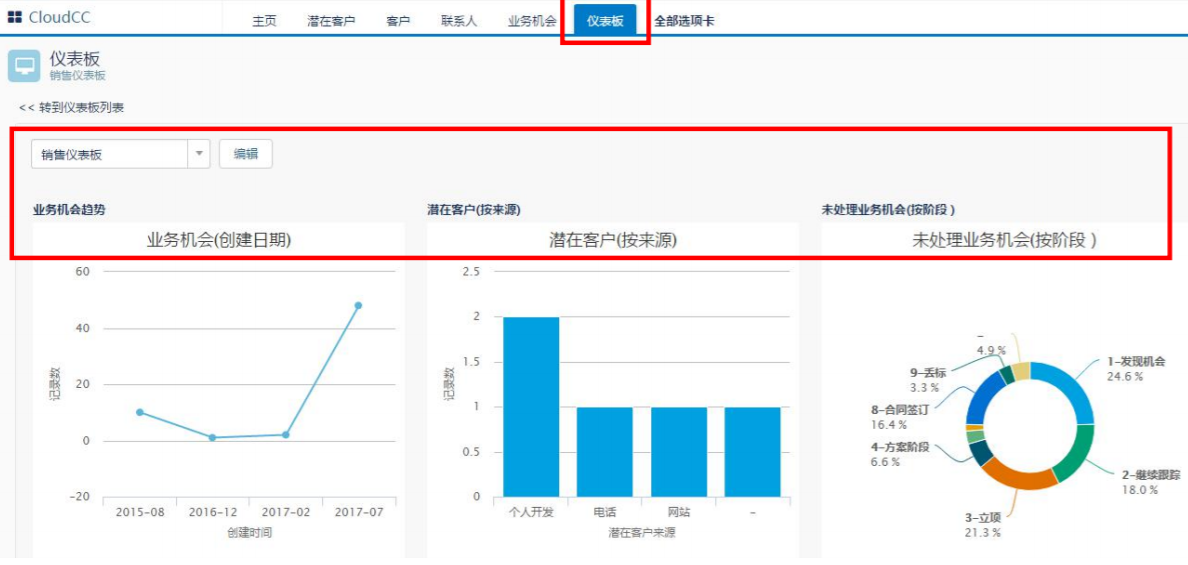 CloudCC
主页 潜在客户 客户 联系人 业务机会 仪表板 全部选项卡
仪表板
销售仪表板
<< 转到仪表板列表
销售仪表板 编辑
业务机会趋势
业务机会(创建日期)
记录数
60
40
20
0
-20
2015-08 2016-12 2017-02 2017-07
创建时间
潜在客户(按来源)
潜在客户(按来源)
记录数
2.5
2
1.5
1
0.5
0
个人开发 电话 网站 -
潜在客户来源
未处理业务机会(按阶段)
未处理业务机会(按阶段)
-
4.9 %
1-发现机会
24.6 %
9-丢标
3.3 %
8-合同签订
16.4 %
4-方案阶段
6.6 %
2-继续跟踪
18.0 %
3-立项
21.3 %